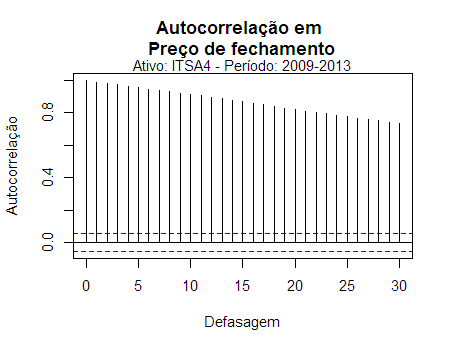 Autocorrelação em
Preço de fechamento
Ativo: ITSA4 - Período: 2009-2013
Autocorrelação
0.8
0.4
0.0
0 5 10 15 20 25 30
Defasagem